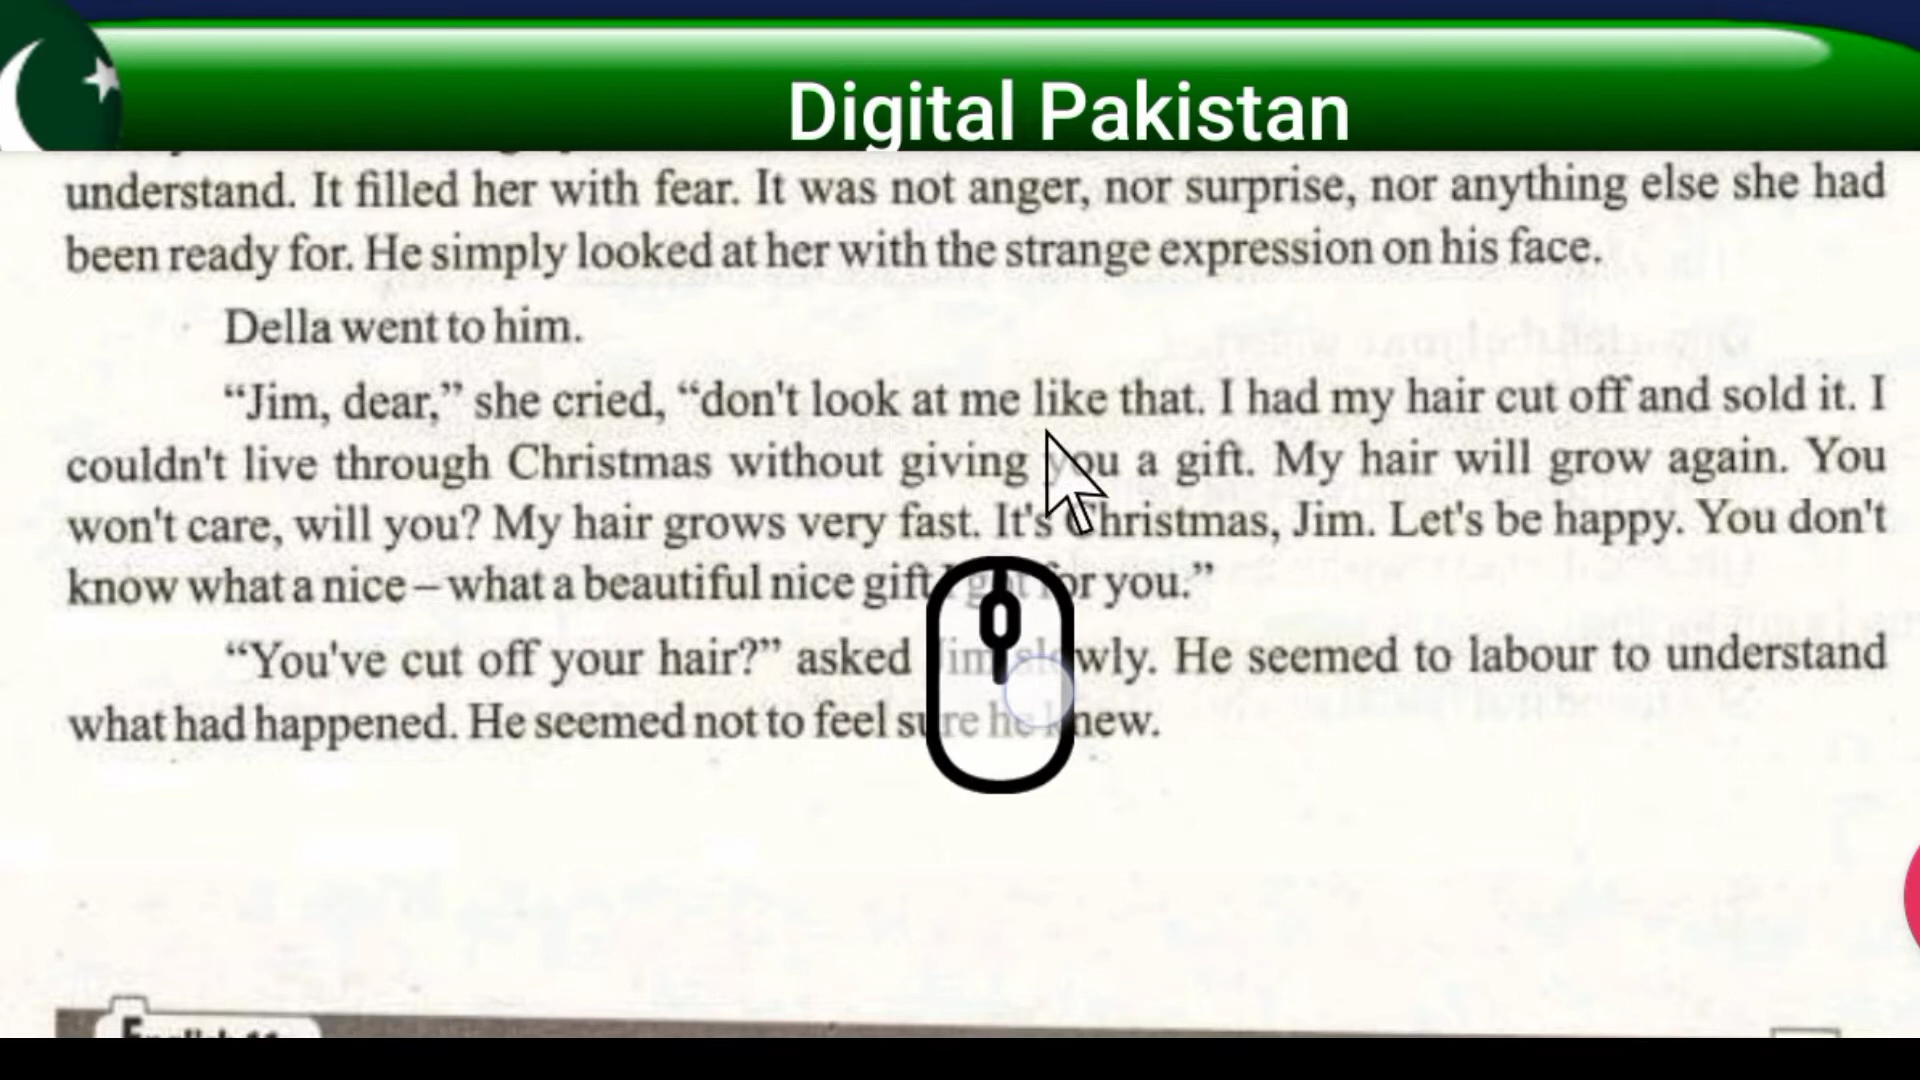 Digital Pakistan
understand. It filled her with fear. It was not anger, nor surprise, nor anything else she had
been ready for. He simply looked at her with the strange expression on his face.
Della went to him.
“Jim, dear,” she cried, “don't look at me like that. I had my hair cut off and sold it. I
couldn't live through Christmas without giving you a gift. My hair will grow again. You
won't care, will you? My hair grows very fast. It's Christmas, Jim. Let's be happy. You don't
know what a nice – what a beautiful nice gift I got for you.”
“You've cut off your hair?” asked Jim slowly. He seemed to labour to understand
what had happened. He seemed not to feel sure he knew.